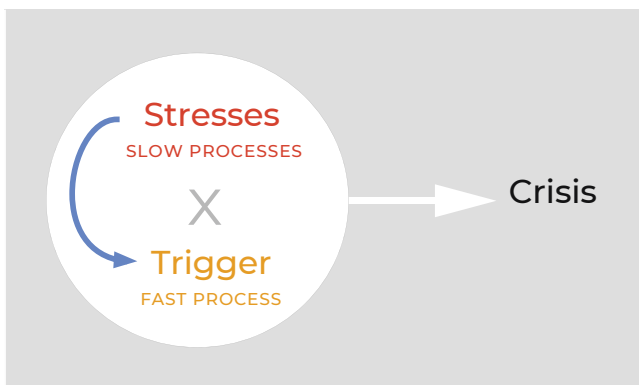 Stresses
SLOW PROCESSES
X
Trigger
FAST PROCESS
Crisis